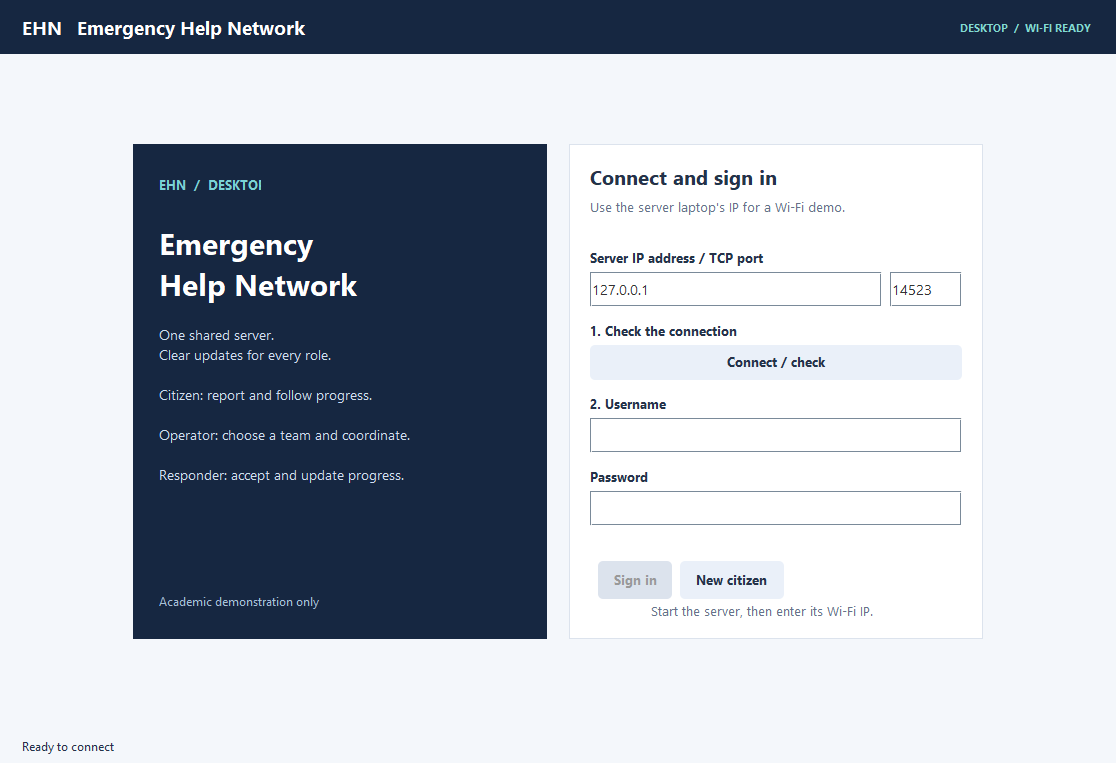 EHN Emergency Help Network
DESKTOP / WI-FI READY
EHN / DESKTOI
Emergency
Help Network
One shared server.
Clear updates for every role.
Citizen: report and follow progress.
Operator: choose a team and coordinate.
Responder: accept and update progress.
Academic demonstration only
Connect and sign in
Use the server laptop's IP for a Wi-Fi demo.
Server IP address / TCP port
127.0.0.1 14523
1. Check the connection
Connect / check
2. Username
Password
Sign in New citizen
Start the server, then enter its Wi-Fi IP.
Ready to connect